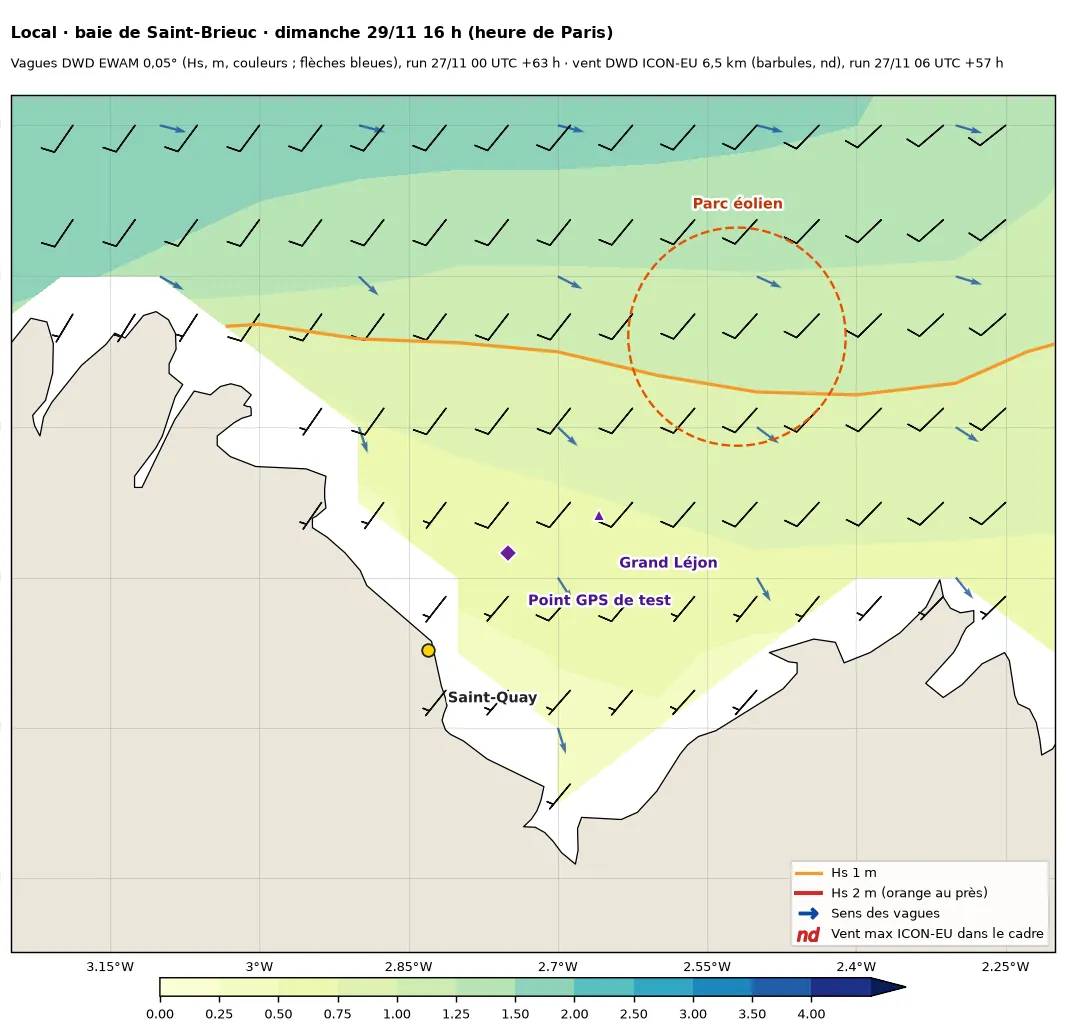 Local · baie de Saint-Brieuc · dimanche 29/11 16 h (heure de Paris)
Vagues DWD EWAM 0,05° (Hs, m, couleurs ; flèches bleues), run 27/11 00 UTC +63 h · vent DWD ICON-EU 6,5 km (barbules, nd), run 27/11 06 UTC +57 h
Parc éolien
Grand Léjon
Point GPS de test
Saint-Quay
Hs 1 m
Hs 2 m (orange au près)
Sens des vagues
nd Vent max ICON-EU dans le cadre
3.15°W 3°W 2.85°W 2.7°W 2.55°W 2.4°W 2.25°W
0.00 0.25 0.50 0.75 1.00 1.25 1.50 2.00 2.50 3.00 3.50 4.00